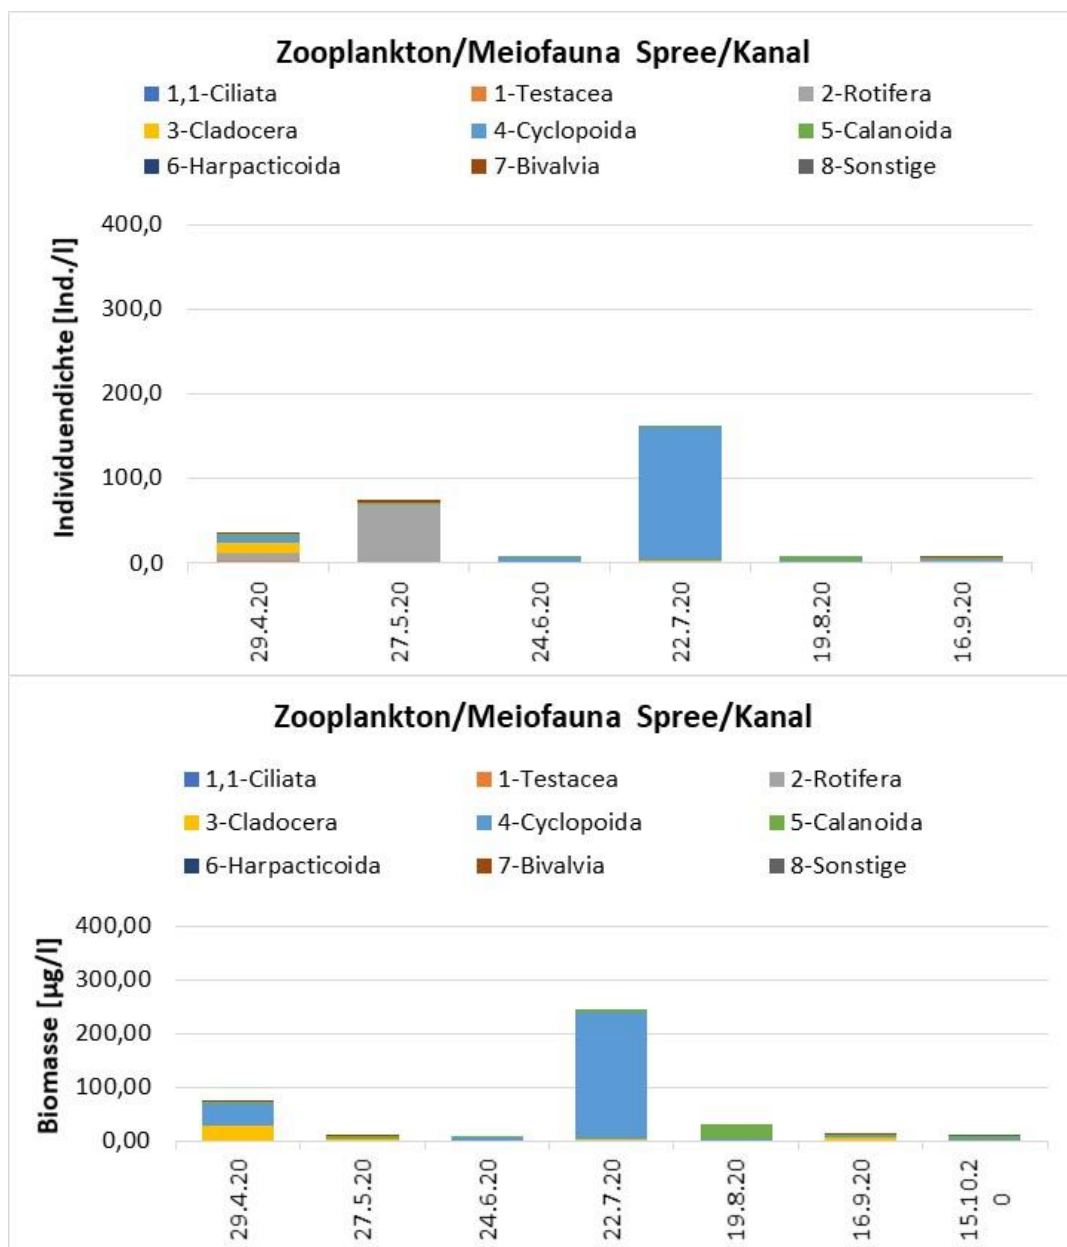 Zooplankton/Meiofauna Spree/Kanal
1,1-Ciliata 1-Testacea 2-Rotifera
3-Cladocera 4-Cyclopoida 5-Calanoida
6-Harpacticoida 7-Bivalvia 8-Sonstige
Individuendichte [Ind./l]
400,0
300,0
200,0
100,0
0,0
29.4.20 27.5.20 24.6.20 22.7.20 19.8.20 16.9.20
Zooplankton/Meiofauna Spree/Kanal
1,1-Ciliata 1-Testacea 2-Rotifera
3-Cladocera 4-Cyclopoida 5-Calanoida
6-Harpacticoida 7-Bivalvia 8-Sonstige
Biomasse [µg/l]
400,00
300,00
200,00
100,00
0,00
29.4.20 27.5.20 24.6.20 22.7.20 19.8.20 16.9.20 15.10.2
0